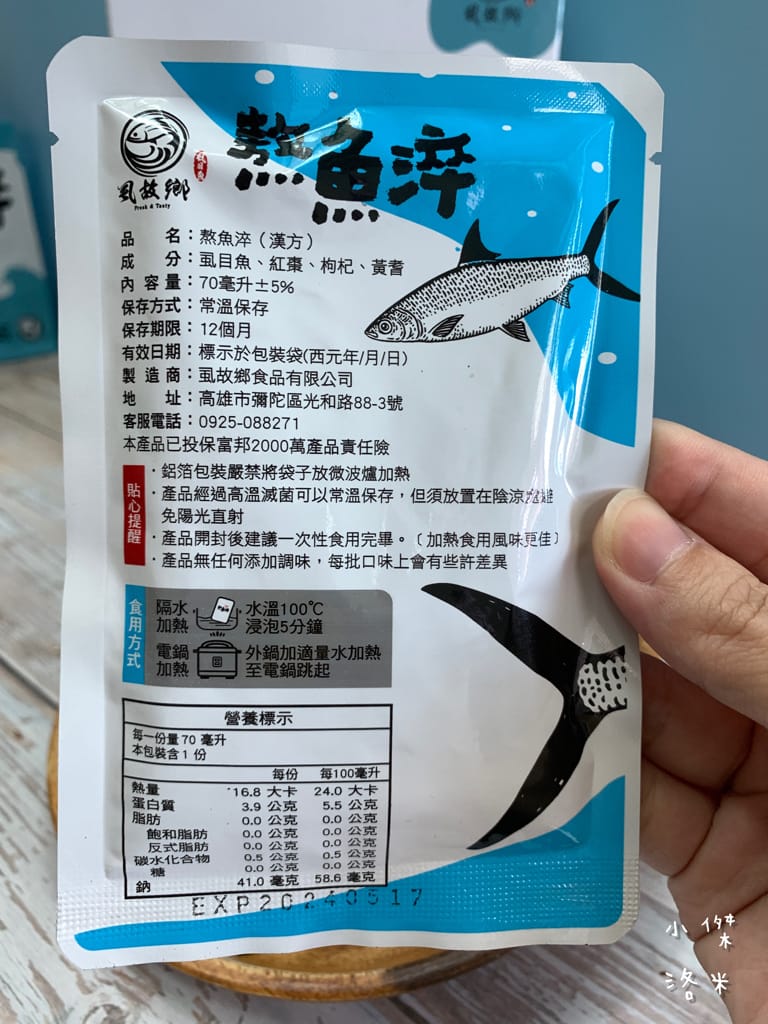 虱故鄉
Fresh & Tasty
熬魚淬
品名：熬魚淬（漢方）
成分：虱目魚、紅棗、枸杞、黃耆
內容量：70毫升±5%
保存方式：常溫保存
保存期限：12個月
有效日期：標示於包裝袋(西元年/月/日)
製造商：虱故鄉食品有限公司
地址：高雄市彌陀區光和路88-3號
客服電話：0925-088271
本產品已投保富邦2000萬產品責任險
貼心提醒
・鋁箔包裝嚴禁將袋子放微波爐加熱
・產品經過高溫滅菌可以常溫保存，但須放置在陰涼處避
免陽光直射
・產品開封後建議一次性食用完畢。〔加熱食用風味更佳〕
・產品無任何添加調味，每批口味上會有些許差異
食用方式
隔水加熱 水溫100℃
浸泡5分鐘
電鍋加熱 外鍋加適量水加熱
至電鍋跳起
營養標示
每一份量70毫升
本包裝含1份
每份 每100毫升
熱量 16.8 大卡 24.0 大卡
蛋白質 3.9 公克 5.5 公克
脂肪 0.0 公克 0.0 公克
飽和脂肪 0.0 公克 0.0 公克
反式脂肪 0.0 公克 0.0 公克
碳水化合物 0.5 公克 0.5 公克
糖 0.0 公克 0.0 公克
鈉 41.0 毫克 58.6 毫克
EXP20240517
小傑
洛米